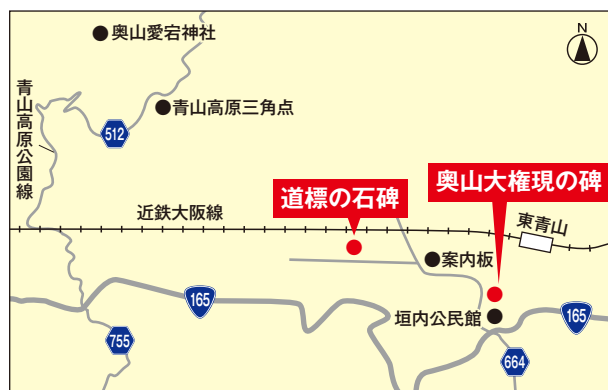 奥山愛宕神社
N
青山高原公園線
青山高原三角点
512
道標の石碑
奥山大権現の碑
近鉄大阪線
東青山
案内板
165
垣内公民館
165
755
664